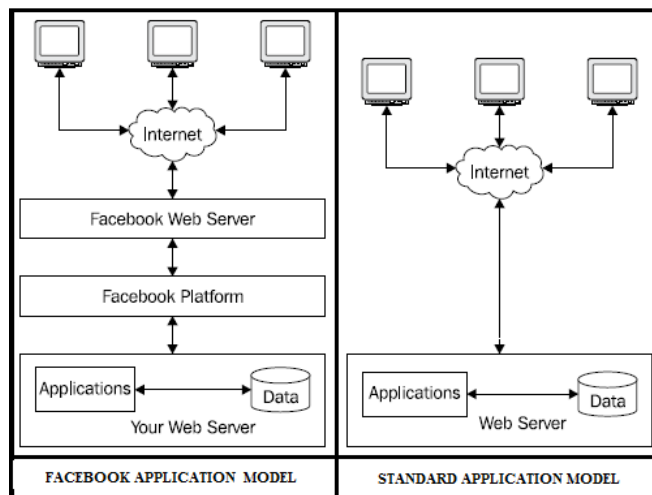 Internet
Facebook Web Server
Facebook Platform
Applications
Data
Your Web Server
FACEBOOK APPLICATION MODEL
Internet
Applications
Data
Web Server
STANDARD APPLICATION MODEL